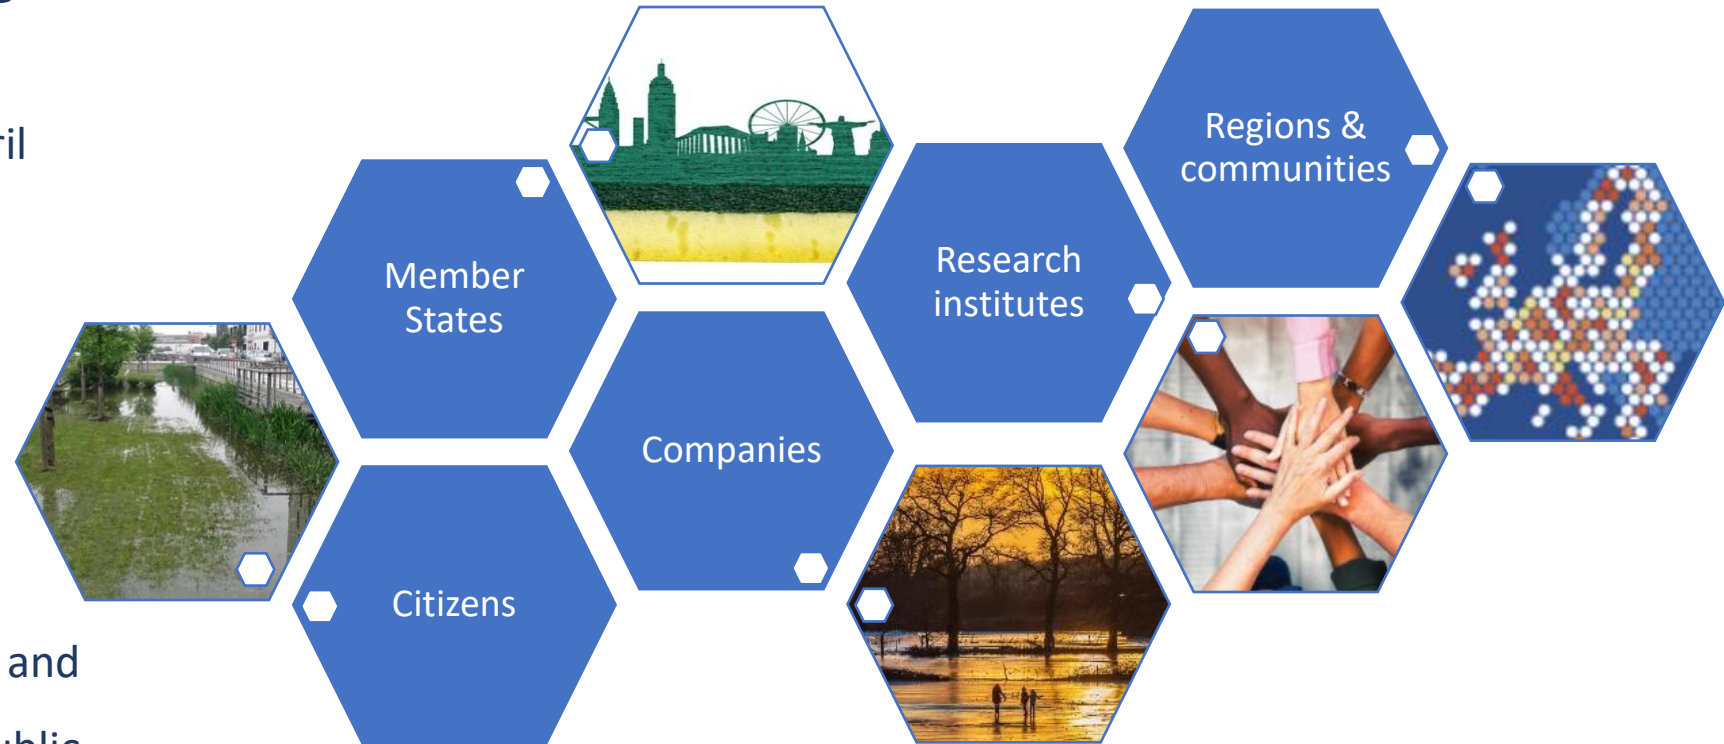 Regions &
communities
Member
States
Research
institutes
Companies
Citizens
and